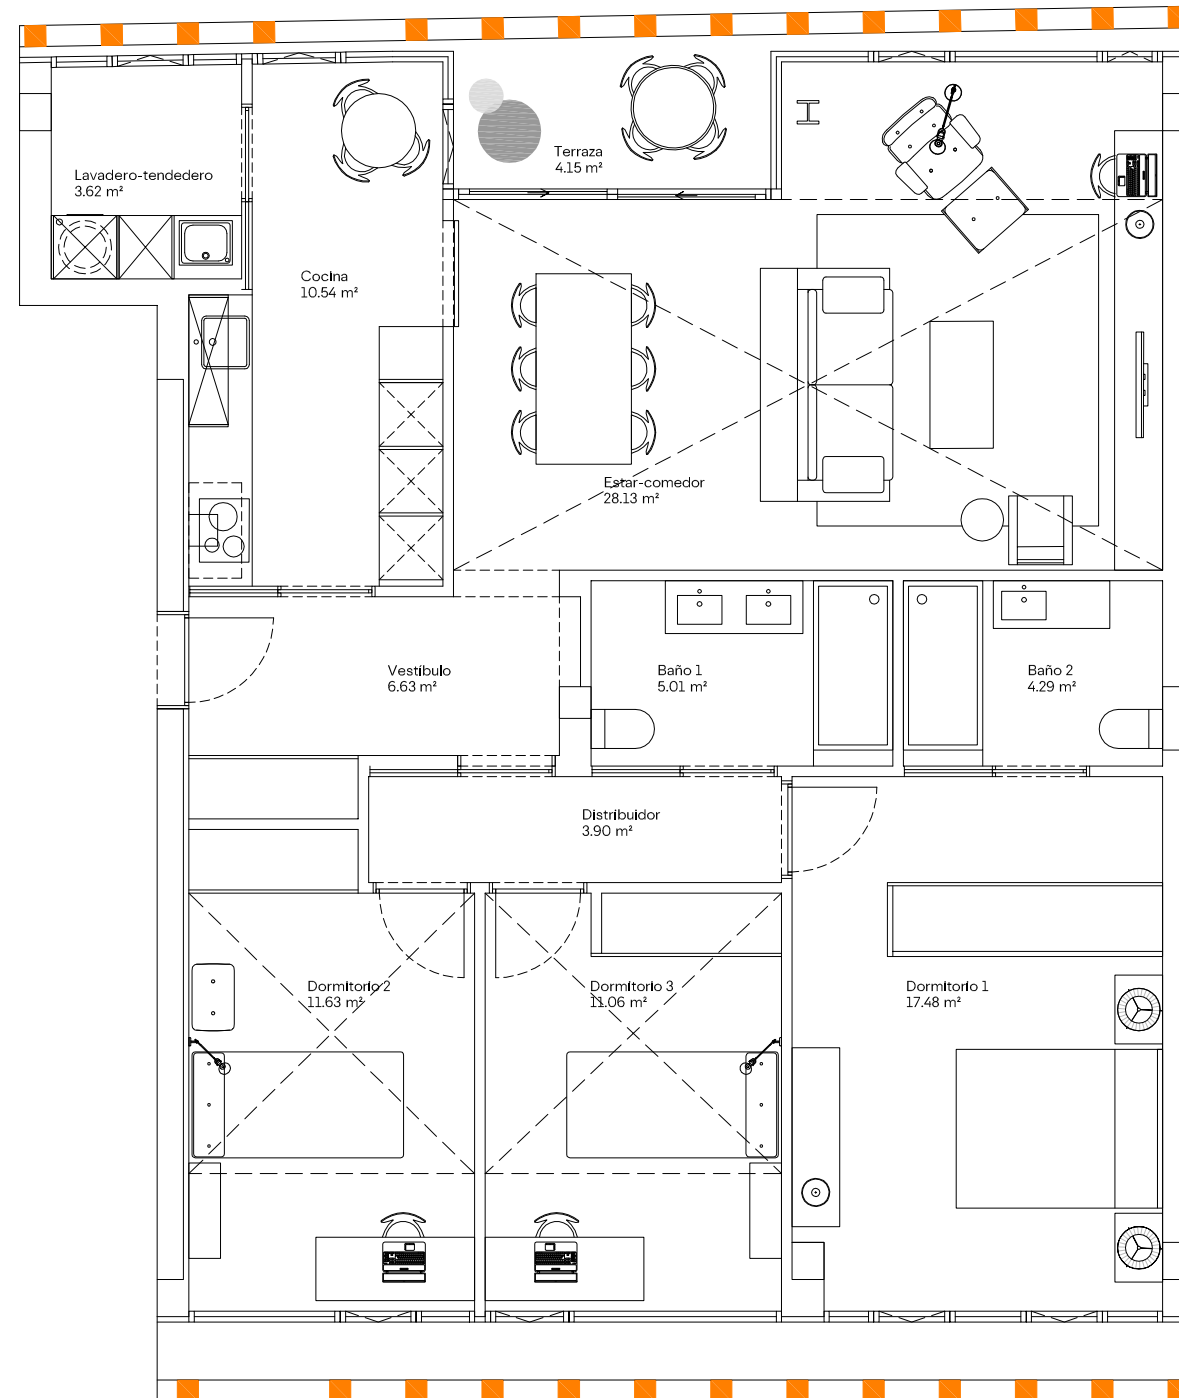 Terraza
4.15 m²
Lavadero-tendedero
3.62 m²
Cocina
10.54 m²
Estar-comedor
28.13 m²
Vestíbulo
6.63 m²
Baño 1
5.01 m²
Baño 2
4.29 m²
Distribuidor
3.90 m²
Dormitorio 2
11.63 m²
Dormitorio 3
11.06 m²
Dormitorio 1
17.48 m²